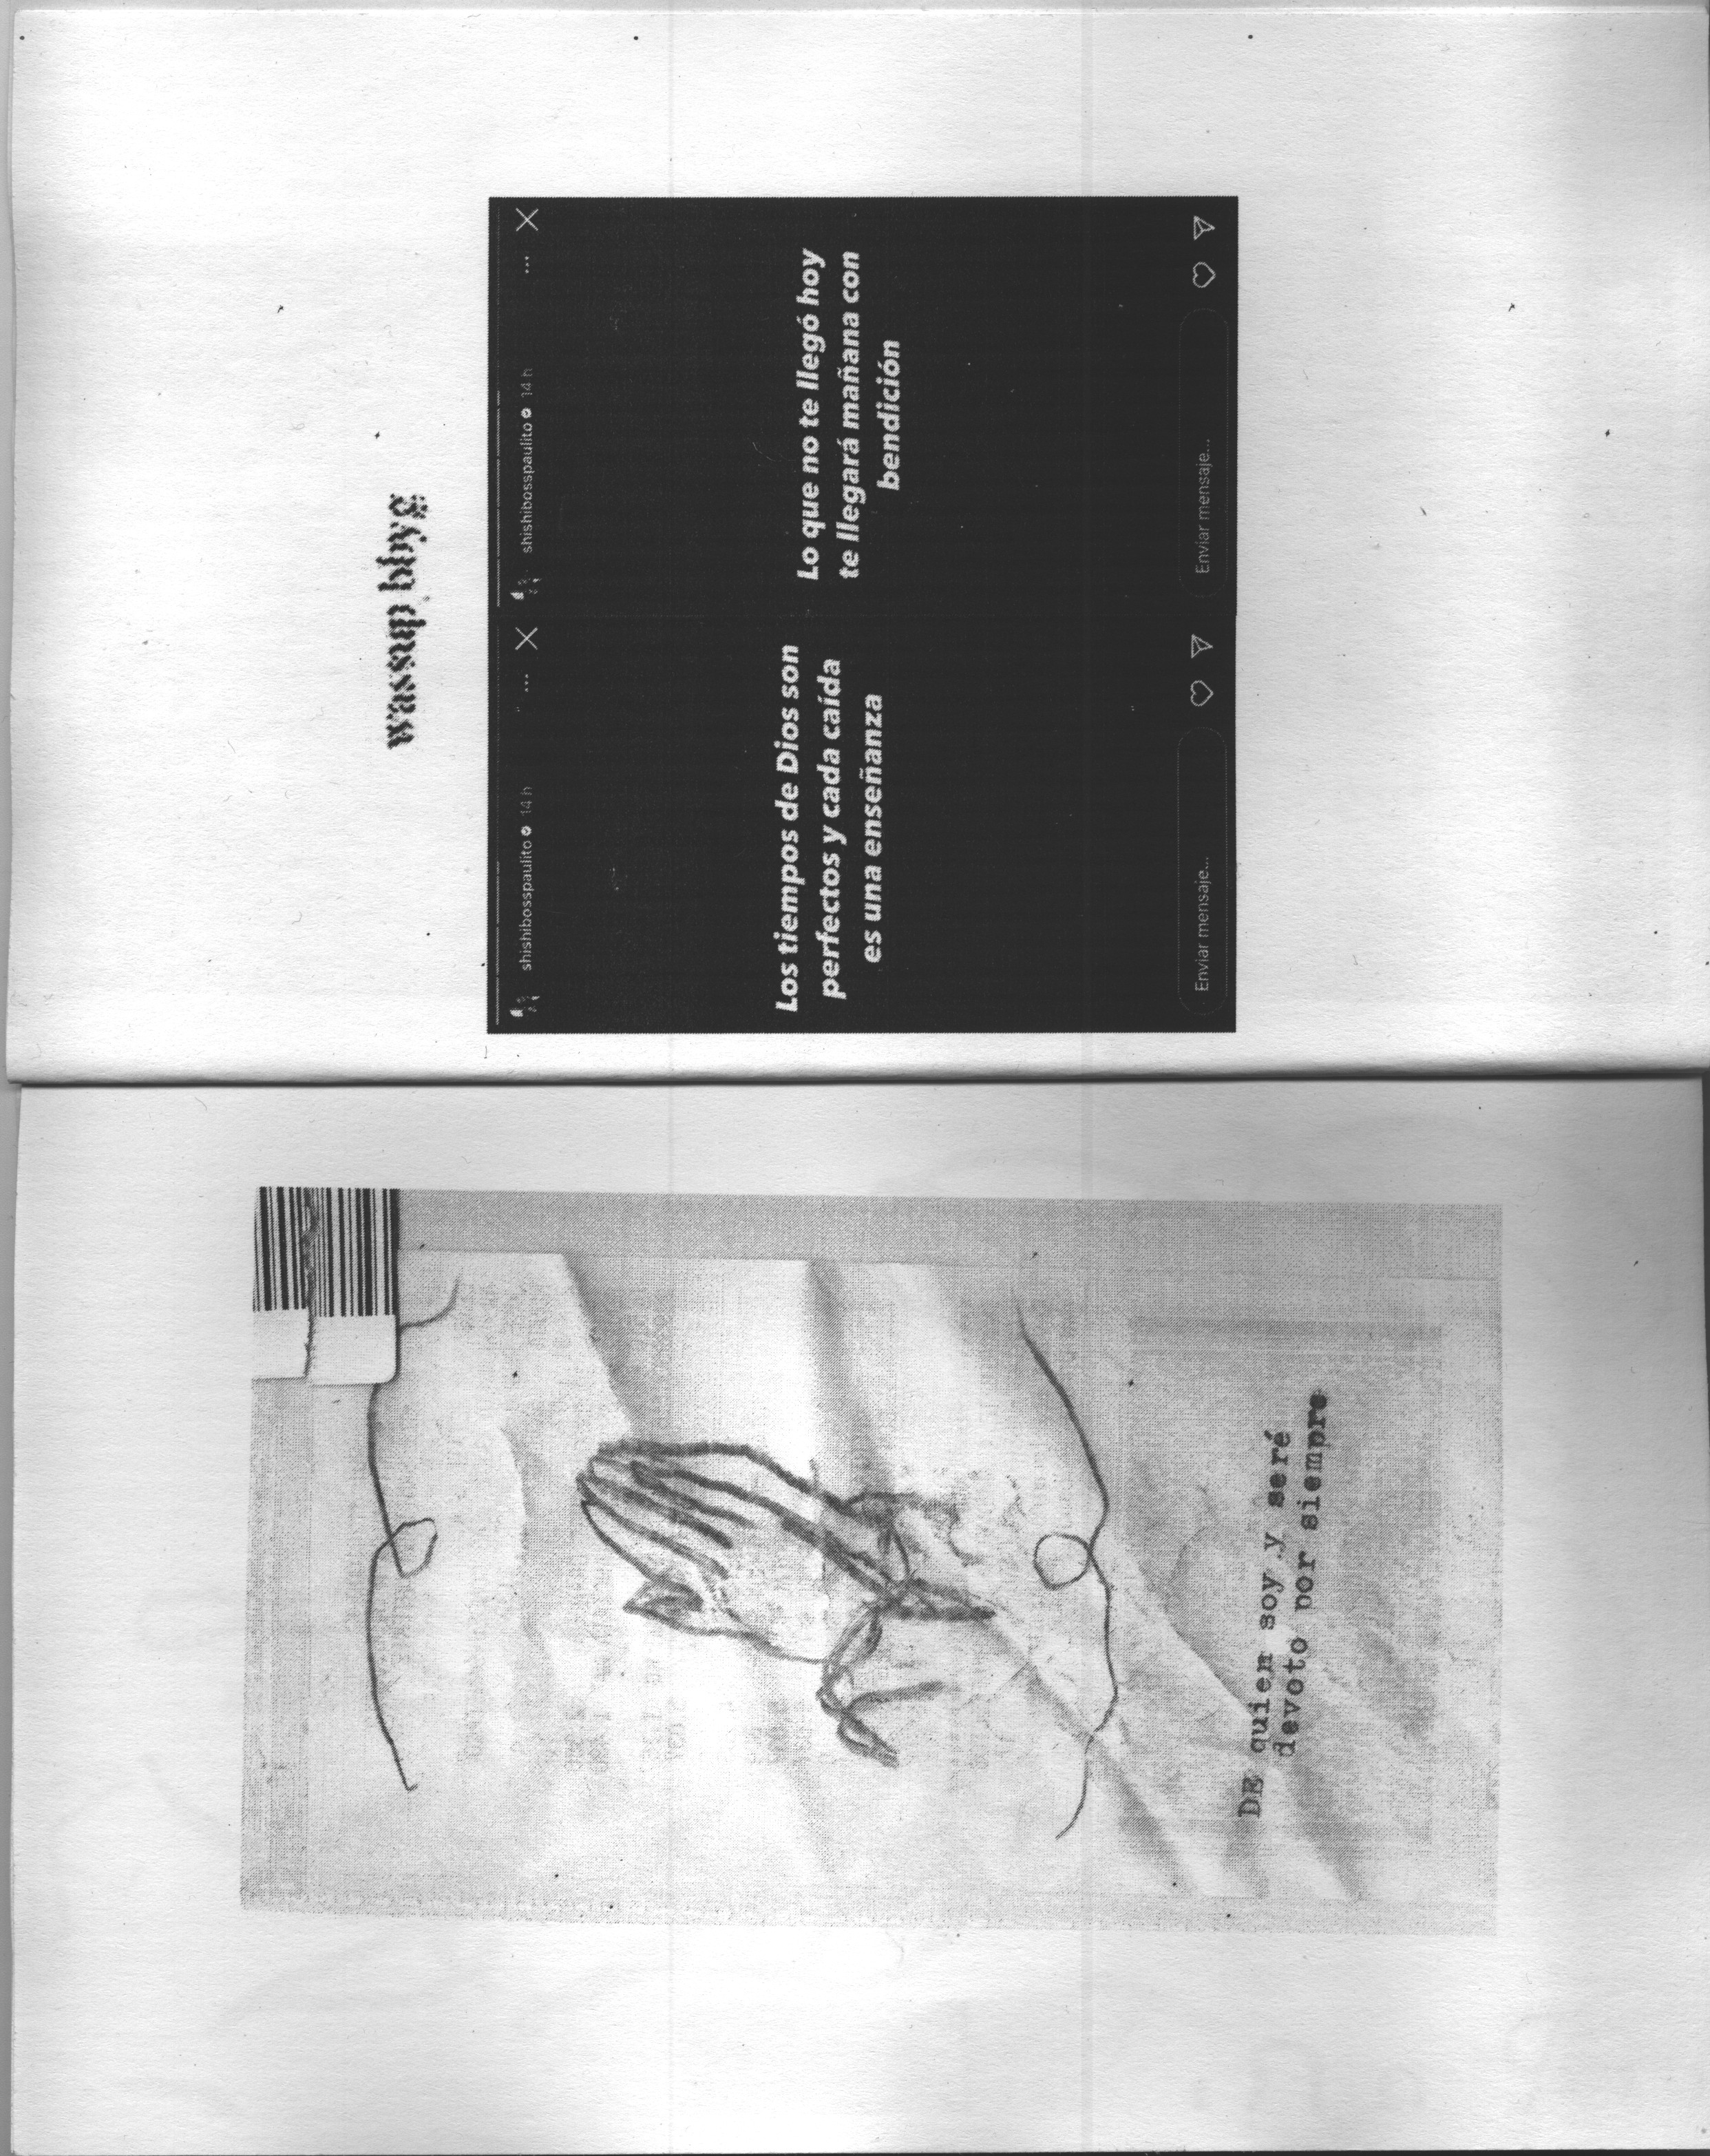 De quien soy y seré
devoto por siempre
wassup bbyg
shishibosspaulito 14 h
Los tiempos de Dios son
perfectos y cada caída
es una enseñanza
Enviar mensaje...
shishibosspaulito 14 h
Lo que no te llegó hoy
te llegará mañana con
bendición
Enviar mensaje...